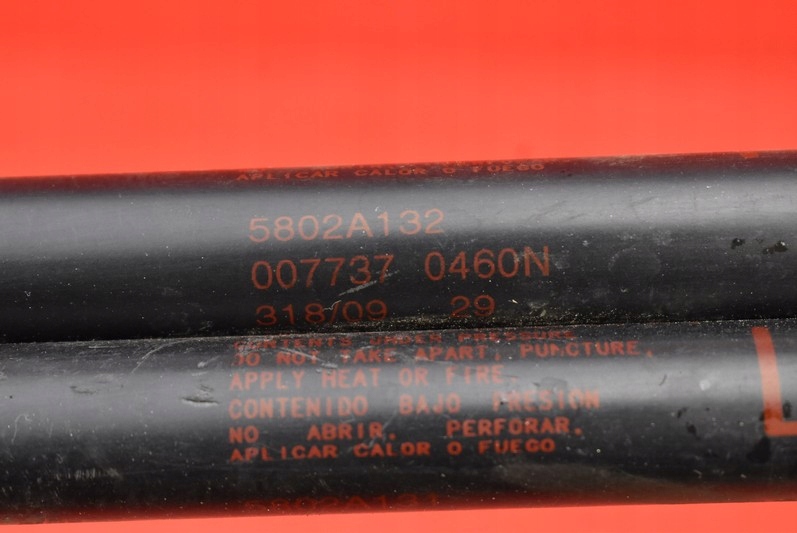 APLICAR CALOR O FUEGO
5802A132
007737 0460N
318/09 29
CONTENTS UNDER PRESSURE
DO NOT TAKE APART, PUNCTURE,
APPLY HEAT OR FIRE.
CONTENIDO BAJO PRESION
NO ABRIR. PERFORAR.
APLICAR CALOR O FUEGO
L
5802A131